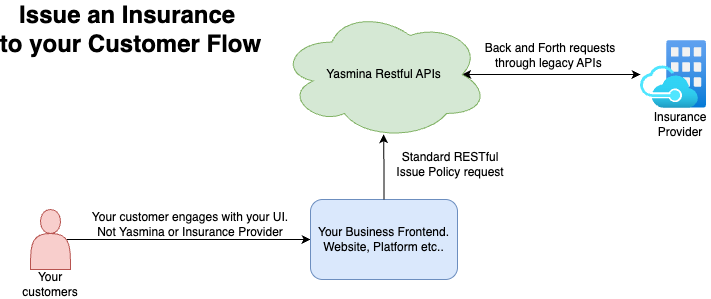 Issue an Insurance
to your Customer Flow
Yasmina Restful APIs
Back and Forth requests
through legacy APIs
Insurance
Provider
Standard RESTful
Issue Policy request
Your customer engages with your UI.
Not Yasmina or Insurance Provider
Your Business Frontend.
Website, Platform etc..
Your
customers